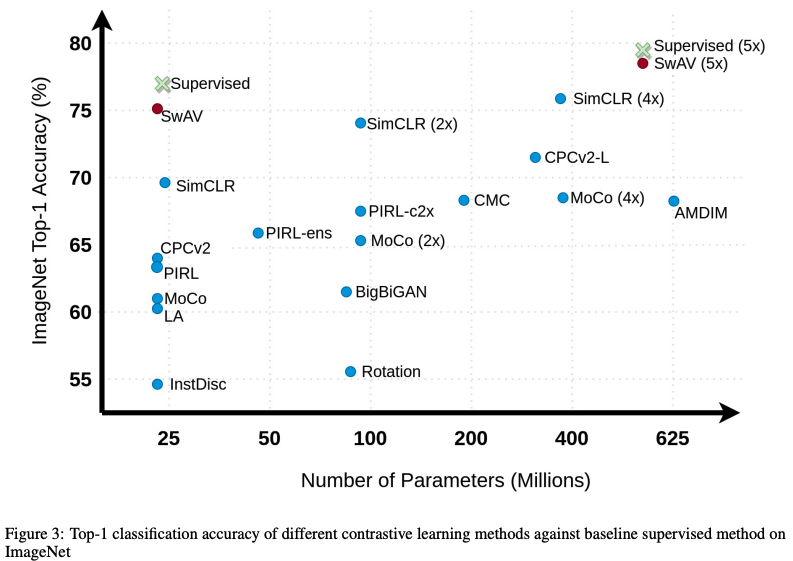 80
Supervised (5x)
SwAV (5x)
Supervised
SimCLR (4x)
75
SwAV
SimCLR (2x)
CPCv2-L
70
SimCLR
CMC
MoCo (4x)
PIRL-c2x
AMDIM
PIRL-ens
MoCo (2x)
65
CPCv2
PIRL
BigBiGAN
MoCo
60
LA
Rotation
55
InstDisc
ImageNet Top-1 Accuracy (%)
25 50 100 200 400 625
Number of Parameters (Millions)
Figure 3: Top-1 classification accuracy of different contrastive learning methods against baseline supervised method on
ImageNet